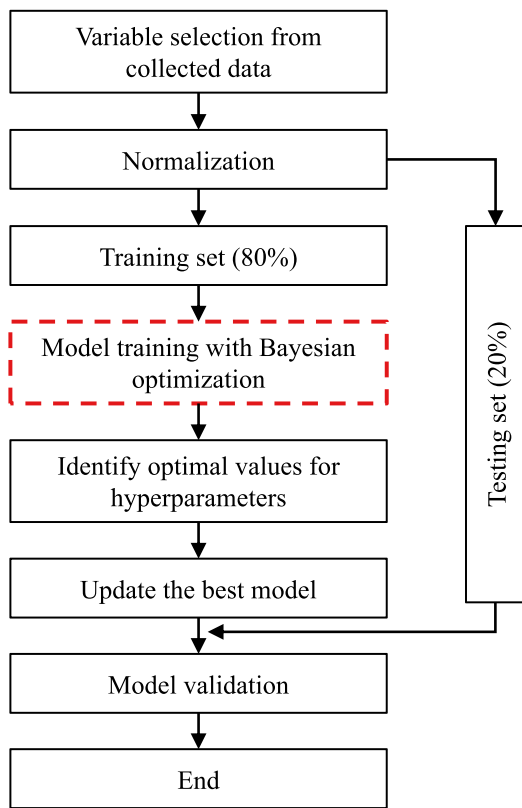 Variable selection from
collected data
Normalization
Training set (80%)
Model training with Bayesian
optimization
Identify optimal values for
hyperparameters
Update the best model
Testing set (20%)
Model validation
End